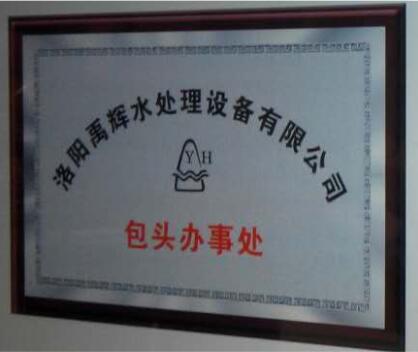 洛阳禹辉水处理设备有限公司
YH
包头办事处